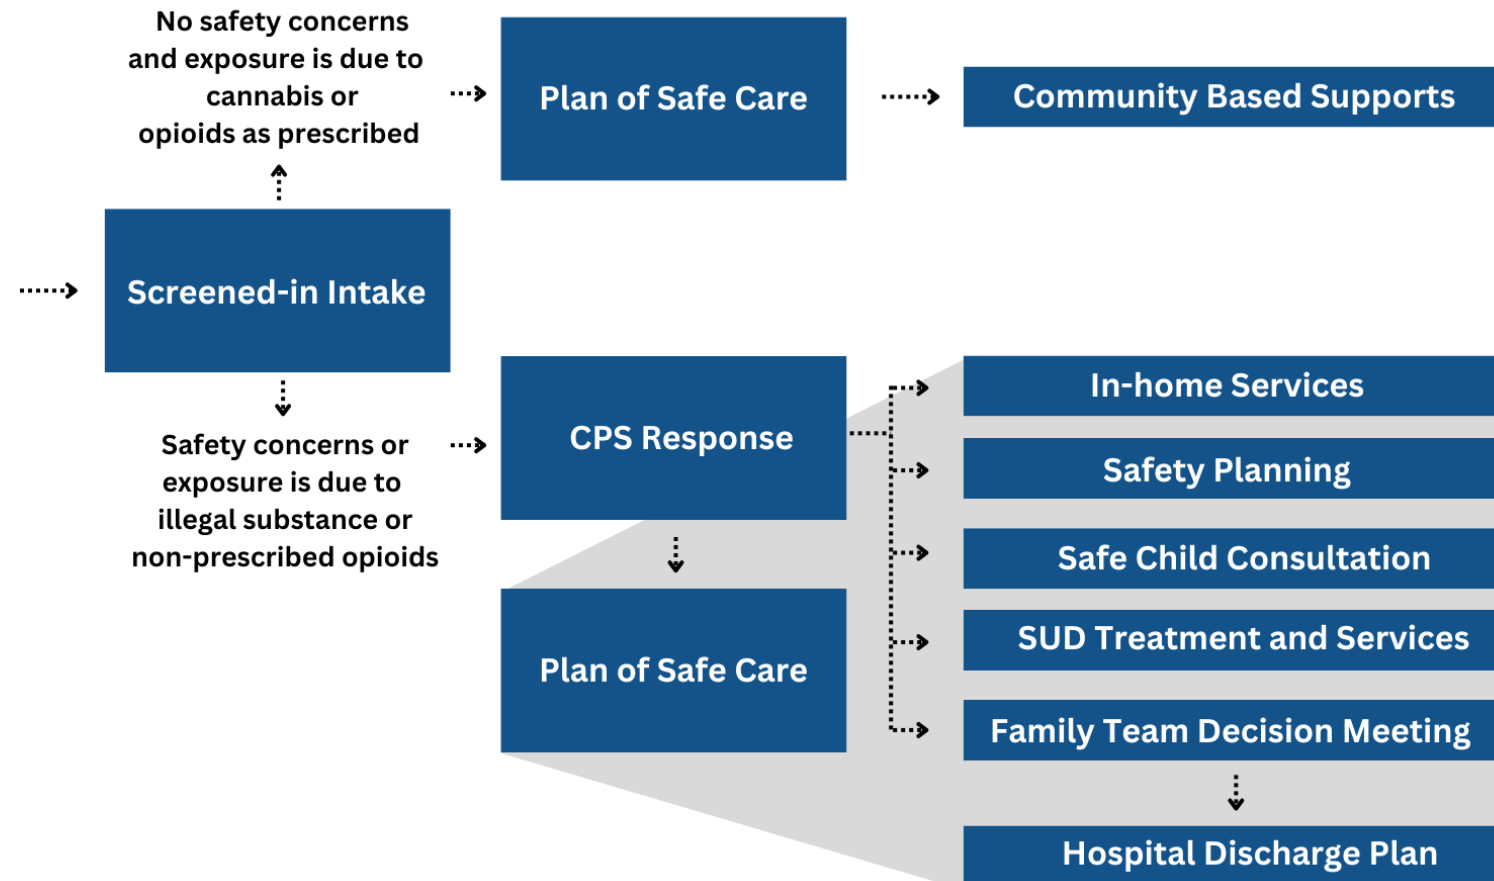 No safety concerns
and exposure is due to
cannabis or
opioids as prescribed
Plan of Safe Care
Community Based Supports
Screened-in Intake
Safety concerns or
exposure is due to
illegal substance or
non-prescribed opioids
CPS Response
Plan of Safe Care
In-home Services
Safety Planning
Safe Child Consultation
SUD Treatment and Services
Family Team Decision Meeting
Hospital Discharge Plan